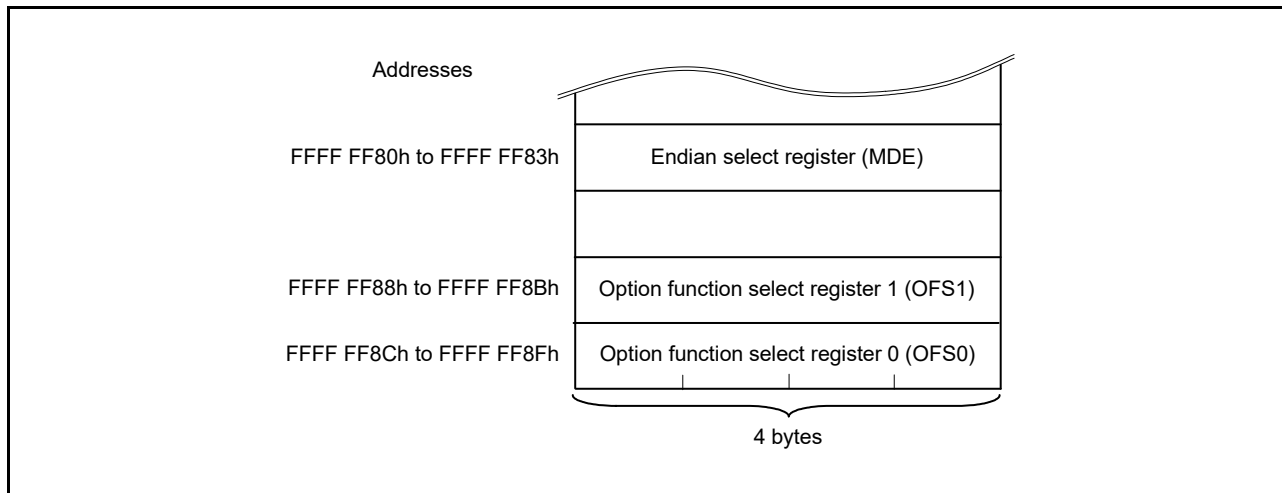 Addresses
FFFF FF80h to FFFF FF83h
Endian select register (MDE)
FFFF FF88h to FFFF FF8Bh
Option function select register 1 (OFS1)
FFFF FF8Ch to FFFF FF8Fh
Option function select register 0 (OFS0)
4 bytes